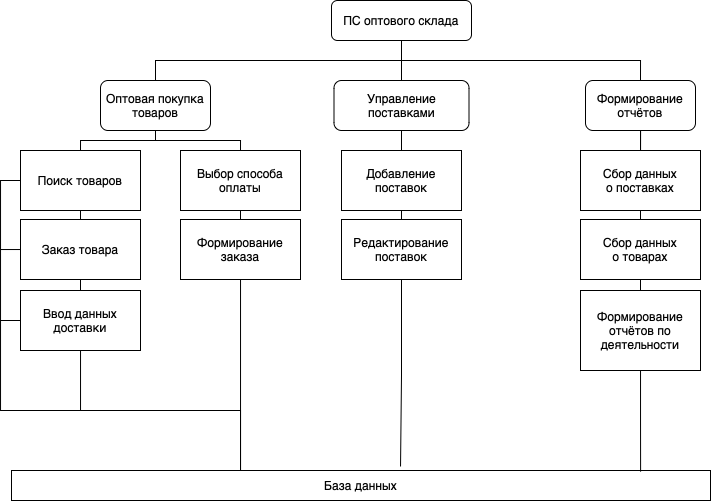 ПС оптового склада
Оптовая покупка
товаров
Управление
поставками
Формирование
отчётов
Поиск товаров
Выбор способа
оплаты
Добавление
поставок
Сбор данных
о поставках
Заказ товара
Формирование
заказа
Редактирование
поставок
Сбор данных
о товарах
Ввод данных
доставки
Формирование
отчётов по
деятельности
База данных